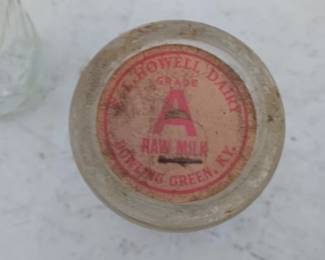 HOWELL DAIRY
GRADE
A
RAW MILK
BOWLING GREEN, KY.